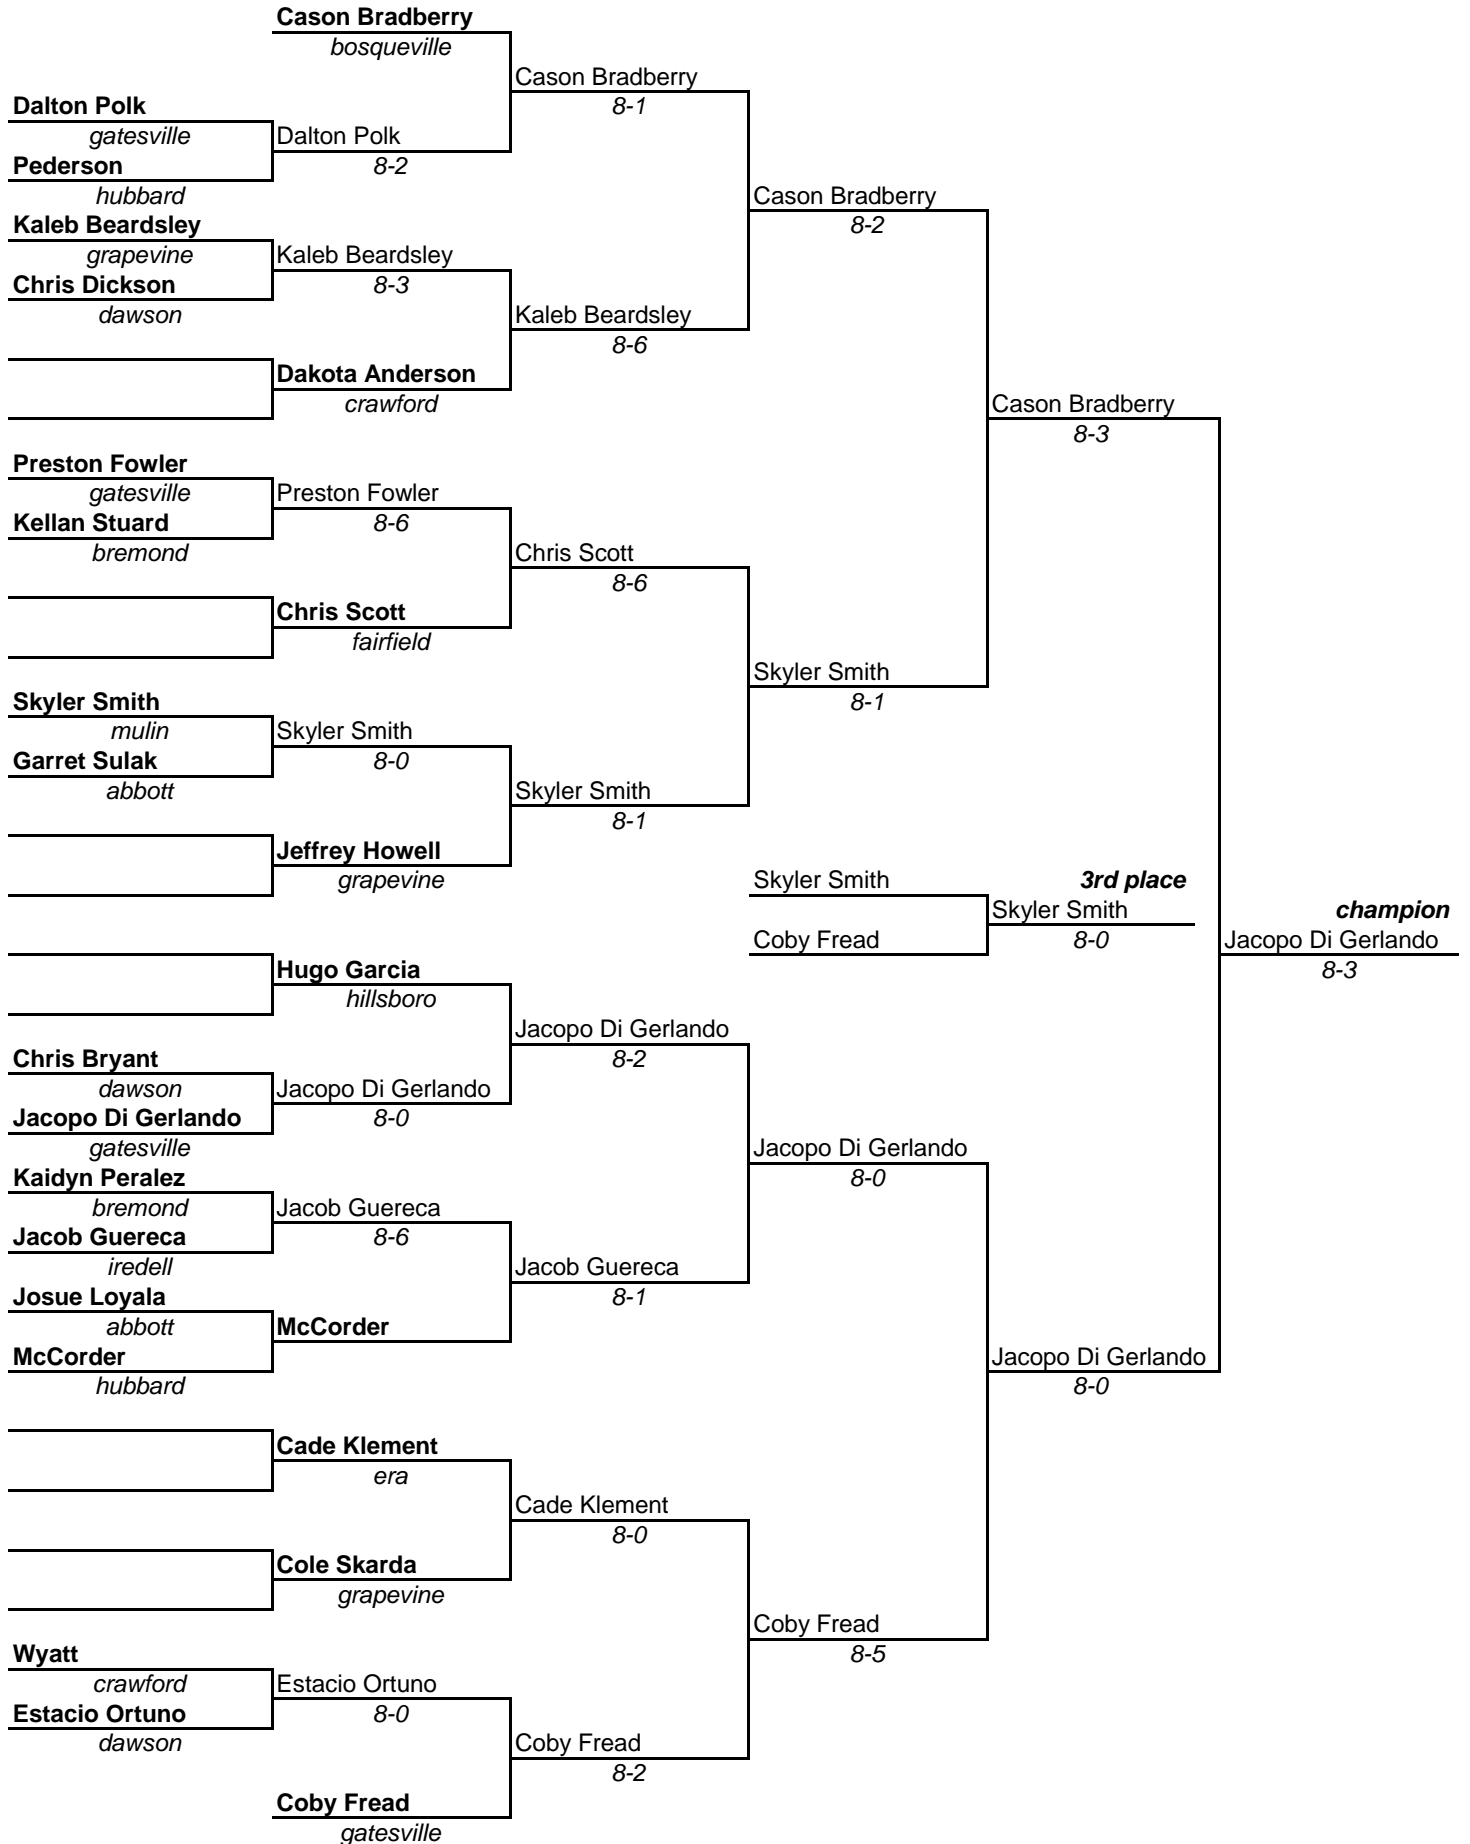 Cason Bradberry
bosqueville
Cason Bradberry
8-1
Dalton Polk
gatesville
Dalton Polk
8-2
Pederson
hubbard
Cason Bradberry
8-2
Kaleb Beardsley
grapevine
Kaleb Beardsley
8-3
Chris Dickson
dawson
Kaleb Beardsley
8-6
Dakota Anderson
crawford
Cason Bradberry
8-3
Preston Fowler
gatesville
Preston Fowler
8-6
Kellan Stuard
bremond
Chris Scott
8-6
Chris Scott
fairfield
Skyler Smith
8-1
Skyler Smith
mulin
Skyler Smith
8-0
Garret Sulak
abbott
Skyler Smith
8-1
Jeffrey Howell
grapevine
Skyler Smith
3rd place
Skyler Smith
8-0
Coby Fread
champion
Jacopo Di Gerlando
8-3
Hugo Garcia
hillsboro
Jacopo Di Gerlando
8-2
Chris Bryant
dawson
Jacopo Di Gerlando
8-0
Jacopo Di Gerlando
gatesville
Jacopo Di Gerlando
8-0
Kaidyn Peralez
bremond
Jacob Guereca
8-6
Jacob Guereca
iredell
Jacob Guereca
8-1
Josue Loyala
abbott
McCorder
McCorder
hubbard
Jacopo Di Gerlando
8-0
Cade Klement
era
Cade Klement
8-0
Cole Skarda
grapevine
Coby Fread
8-5
Wyatt
crawford
Estacio Ortuno
8-0
Estacio Ortuno
dawson
Coby Fread
8-2
Coby Fread
gatesville